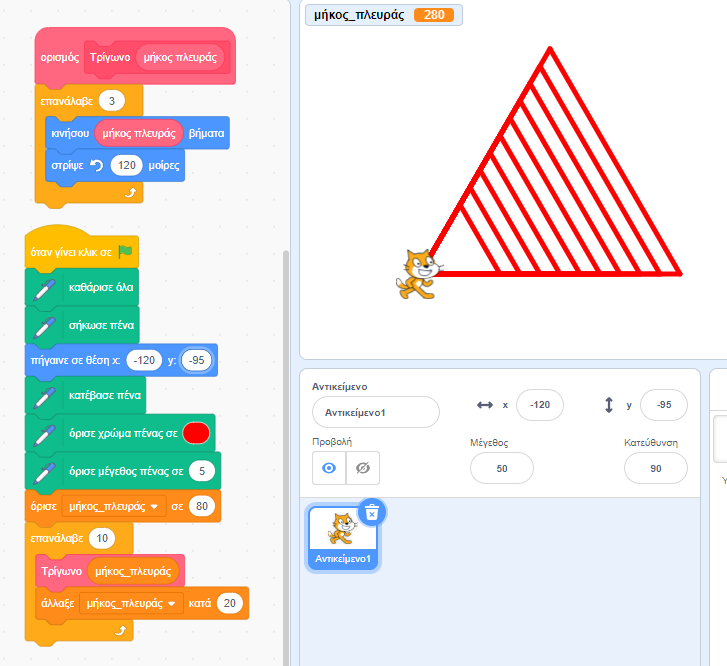 ορισμός Τρίγωνο μήκος πλευράς
επανάλαβε 3
κινήσου μήκος πλευράς βήματα
στρίψε 120 μοίρες
όταν γίνει κλικ σε
καθάρισε όλα
σήκωσε πένα
πήγαινε σε θέση x: -120 y: -95
κατέβασε πένα
όρισε χρώμα πένας σε
όρισε μέγεθος πένας σε 5
όρισε μήκος_πλευράς σε 80
επανάλαβε 10
Τρίγωνο μήκος_πλευράς
άλλαξε μήκος_πλευράς κατά 20
μήκος_πλευράς 280
Αντικείμενο
Αντικείμενο1 x -120 y -95
Προβολή Μέγεθος Κατεύθυνση
50 90
Αντικείμενο1